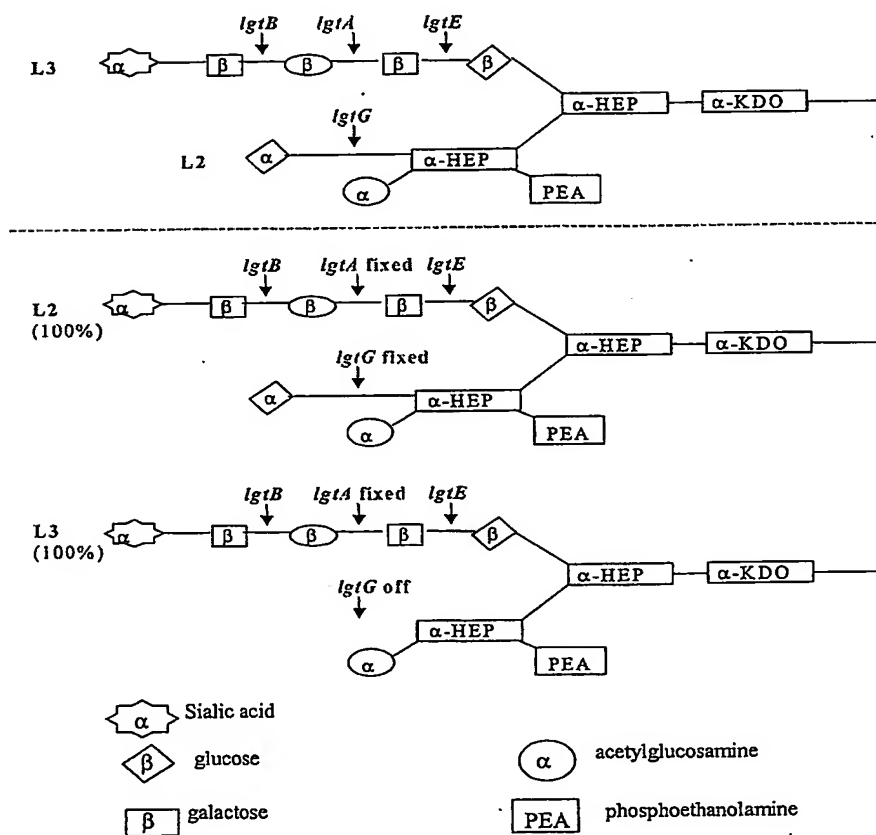 lgtB lgtA lgtE
L3 α β β β β
α-HEP α-KDO
lgtG
L2 α α-HEP
α PEA
lgtB lgtA fixed lgtE
L2 α β β β β
(100%)
α-HEP α-KDO
lgtG fixed
α α-HEP
α PEA
lgtB lgtA fixed lgtE
L3 α β β β β
(100%)
α-HEP α-KDO
lgtG off
α-HEP
α PEA
α Sialic acid
β glucose
α acetylglucosamine
β galactose
PEA phosphoethanolamine